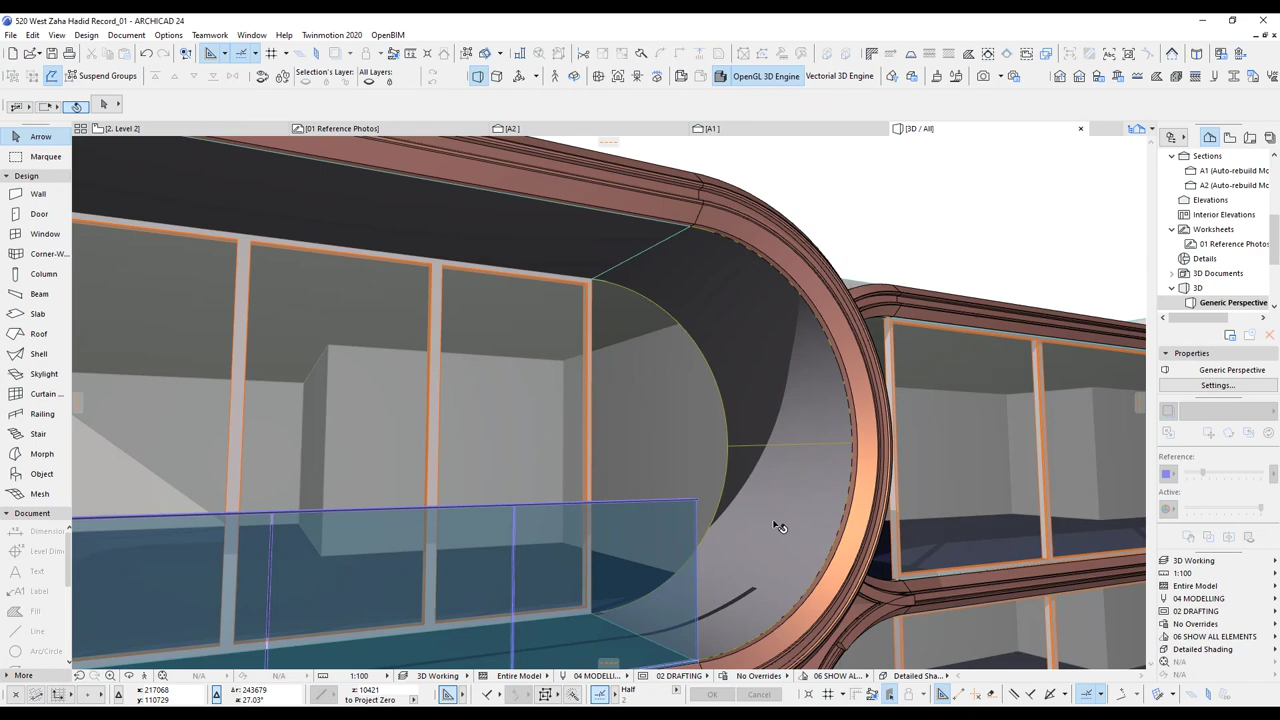 520 West Zaha Hadid Record_01 - ARCHICAD 24
File Edit View Design Document Options Teamwork Window Twinmotion 2020 OpenBIM
Suspend Groups
Selection's Layer:
All Layers:
OpenGL 3D Engine
Vectorial 3D Engine
[2. Level 2]
[01 Reference Photos]
[A2 ]
[A1 ]
[3D / All]
Arrow
Marquee
Design
Wall
Door
Window
Corner-W...
Column
Beam
Slab
Roof
Shell
Skylight
Curtain ...
Railing
Stair
Morph
Object
Mesh
Document
Dimensio...
Level Dim...
Text
Label
Fill
Line
Arc/Circle
More
Sections
A1 (Auto-rebuild Mo
A2 (Auto-rebuild Mo
Elevations
Interior Elevations
Worksheets
01 Reference Photos
Details
3D Documents
3D
Generic Perspective
Properties
Generic Perspective
Settings...
Reference:
Active:
3D Working
1:100
Entire Model
04 MODELLING
02 DRAFTING
No Overrides
06 SHOW ALL ELEMENTS
N/A
Detailed Shading
N/A
N/A
N/A
1:100
3D Working
Entire Model
04 MODELLI...
02 DRAFTING
No Overrides
06 SHOW AL...
Detailed Sha...
x: 217068
y: 110729
Δr: 243679
a: 27.03°
z: 10421
to Project Zero
Half
2
OK
Cancel